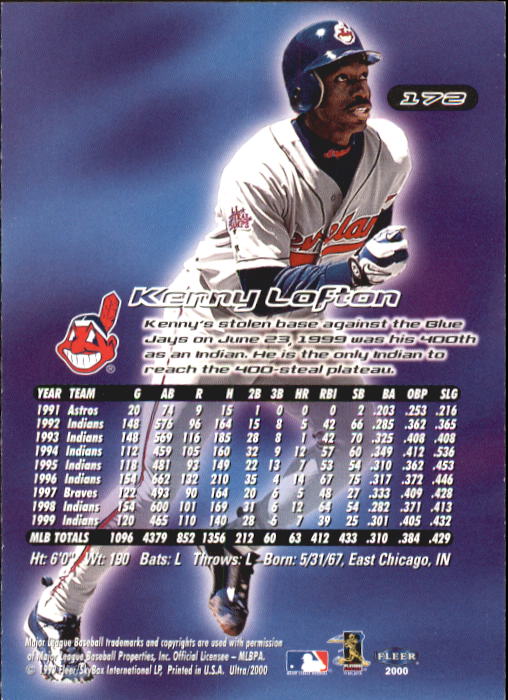 172
Kenny Lofton
Kenny's stolen base against the Blue
Jays on June 23, 1999 was his 400th
as an Indian. He is the only Indian to
reach the 400-steal plateau.
YEAR TEAM G AB R H 2B 3B HR RBI SB BA OBP SLG
1991 Astros 20 74 9 15 1 0 0 0 2 .203 .253 .216
1992 Indians 148 576 96 164 15 8 5 42 66 .285 .362 .365
1993 Indians 148 569 116 185 28 8 1 42 70 .325 .408 .408
1994 Indians 112 459 105 160 32 9 12 57 60 .349 .412 .536
1995 Indians 118 481 93 149 22 13 7 53 54 .310 .362 .453
1996 Indians 154 662 132 210 35 4 14 67 75 .317 .372 .446
1997 Braves 122 493 90 164 20 6 5 48 27 .333 .409 .428
1998 Indians 154 600 101 169 31 6 12 64 54 .282 .371 .413
1999 Indians 120 465 110 140 28 6 7 39 25 .301 .405 .432
MLB TOTALS 1096 4379 852 1356 212 60 63 412 433 .310 .384 .429
Ht: 6'0" Wt: 190 Bats: L Throws: L Born: 5/31/67, East Chicago, IN
Major League Baseball trademarks and copyrights are used with permission
of Major League Baseball Properties, Inc. Official Licensee – MLBPA.
© 1999 Fleer/SkyBox International LP, Printed in U.S.A. Ultra/2000
FLEER
2000